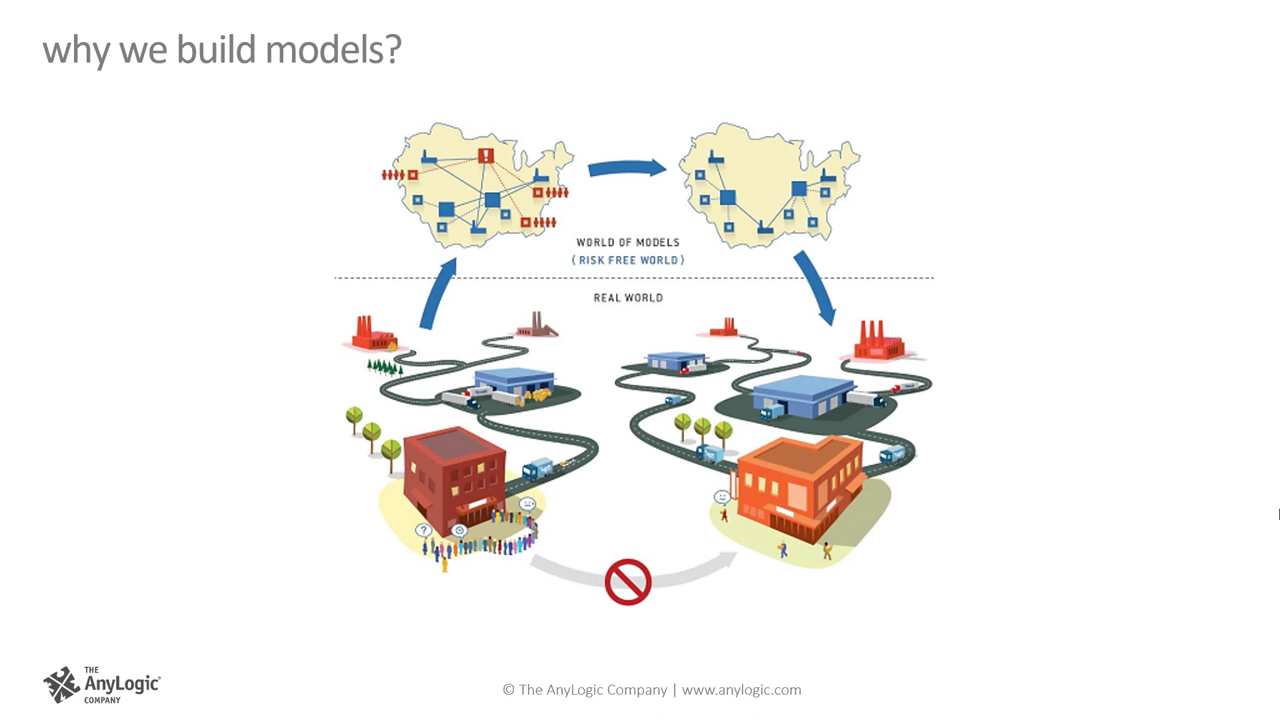 why we build models?
WORLD OF MODELS
( RISK FREE WORLD )
REAL WORLD
?
THE
AnyLogic
COMPANY
© The AnyLogic Company | www.anylogic.com